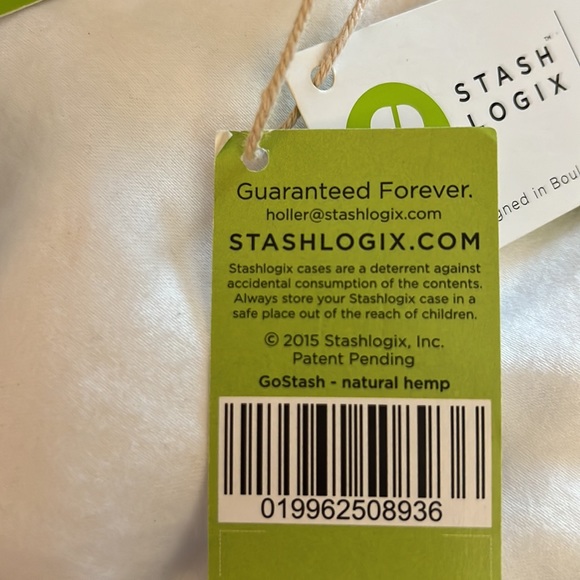 STASH
LOGIX
™
in Boul
Guaranteed Forever.
holler@stashlogix.com
STASHLOGIX.COM
Stashlogix cases are a deterrent against
accidental consumption of the contents.
Always store your Stashlogix case in a
safe place out of the reach of children.
© 2015 Stashlogix, Inc.
Patent Pending
GoStash - natural hemp
019962508936